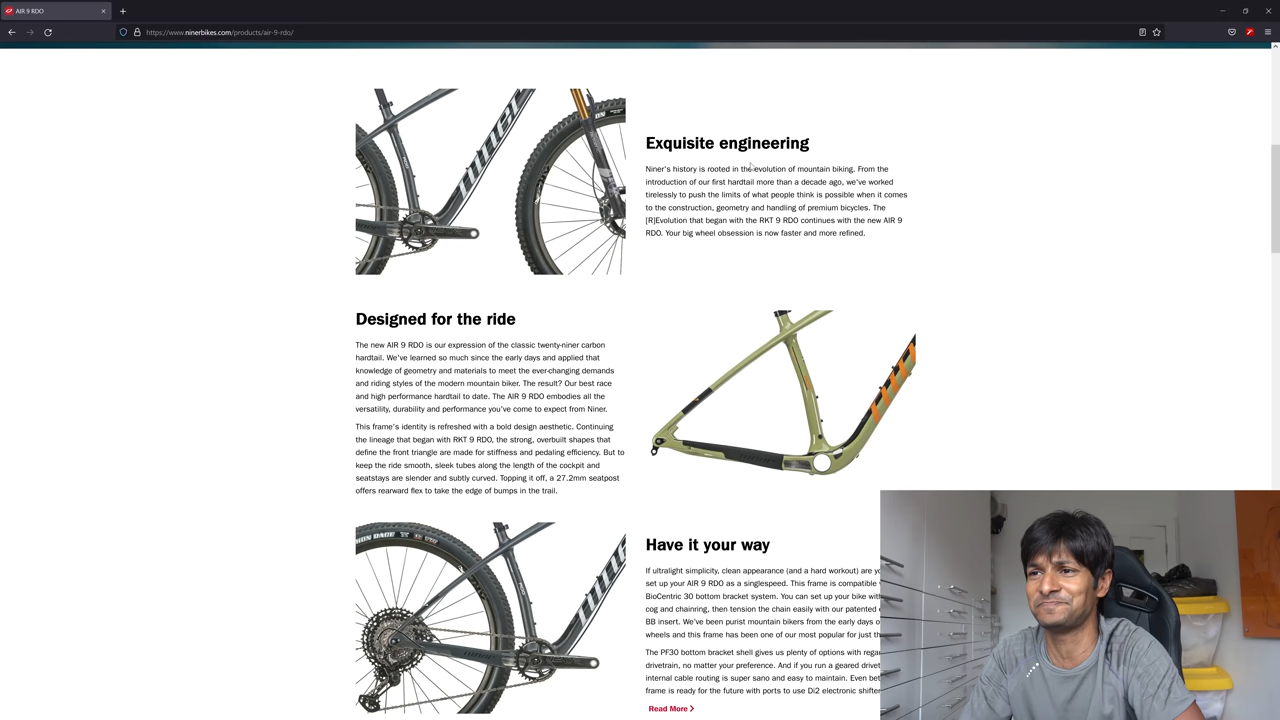 AIR 9 RDO
https://www.ninerbikes.com/products/air-9-rdo/
niner
Exquisite engineering
Niner's history is rooted in the evolution of mountain biking. From the
introduction of our first hardtail more than a decade ago, we've worked
tirelessly to push the limits of what people think is possible when it comes
to the construction, geometry and handling of premium bicycles. The
[R]Evolution that began with the RKT 9 RDO continues with the new AIR 9
RDO. Your big wheel obsession is now faster and more refined.
Designed for the ride
The new AIR 9 RDO is our expression of the classic twenty-niner carbon
hardtail. We've learned so much since the early days and applied that
knowledge of geometry and materials to meet the ever-changing demands
and riding styles of the modern mountain biker. The result? Our best race
and high performance hardtail to date. The AIR 9 RDO embodies all the
versatility, durability and performance you've come to expect from Niner.
This frame's identity is refreshed with a bold design aesthetic. Continuing
the lineage that began with RKT 9 RDO, the strong, overbuilt shapes that
define the front triangle are made for stiffness and pedaling efficiency. But to
keep the ride smooth, sleek tubes along the length of the cockpit and
seatstays are slender and subtly curved. Topping it off, a 27.2mm seatpost
offers rearward flex to take the edge of bumps in the trail.
Have it your way
If ultralight simplicity, clean appearance (and a hard workout) are
set up your AIR 9 RDO as a singlespeed. This frame is compatible
BioCentric 30 bottom bracket system. You can set up your bike with
cog and chainring, then tension the chain easily with our patented
BB insert. We've been purist mountain bikers from the early days
wheels and this frame has been one of our most popular for just
The PF30 bottom bracket shell gives us plenty of options with
drivetrain, no matter your preference. And if you run a geared
internal cable routing is super sano and easy to maintain. Even
frame is ready for the future with ports to use Di2 electronic
Read More